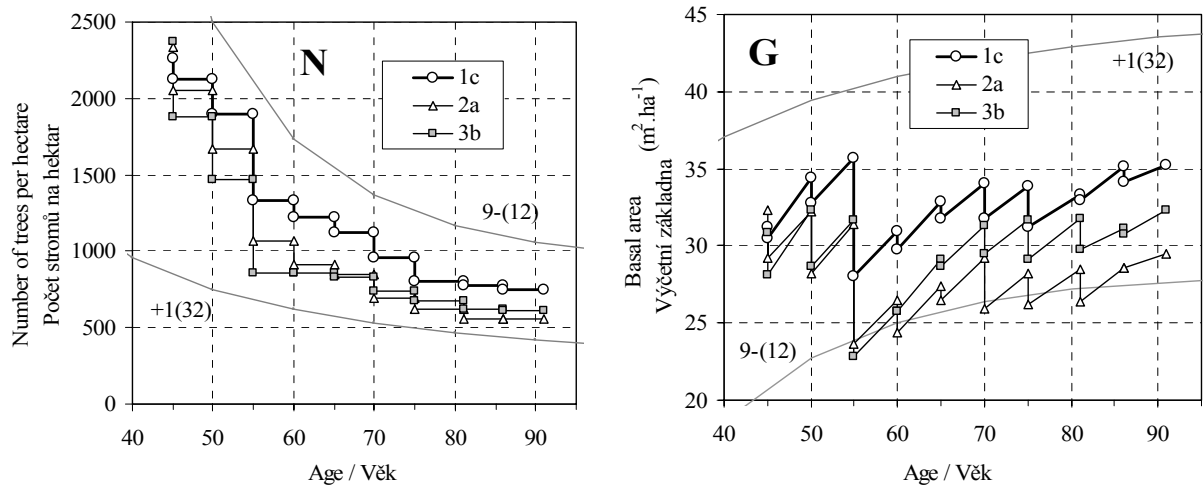 Number of trees per hectare
Počet stromů na hektar
2500
2000
1500
1000
500
0
40
50
60
70
80
90
Age / Věk
N
1c
2a
3b
9-(12)
+1(32)
Basal area (m².ha⁻¹)
Výčetní základna
45
40
35
30
25
20
40
50
60
70
80
90
Age / Věk
G
1c
2a
3b
+1(32)
9-(12)